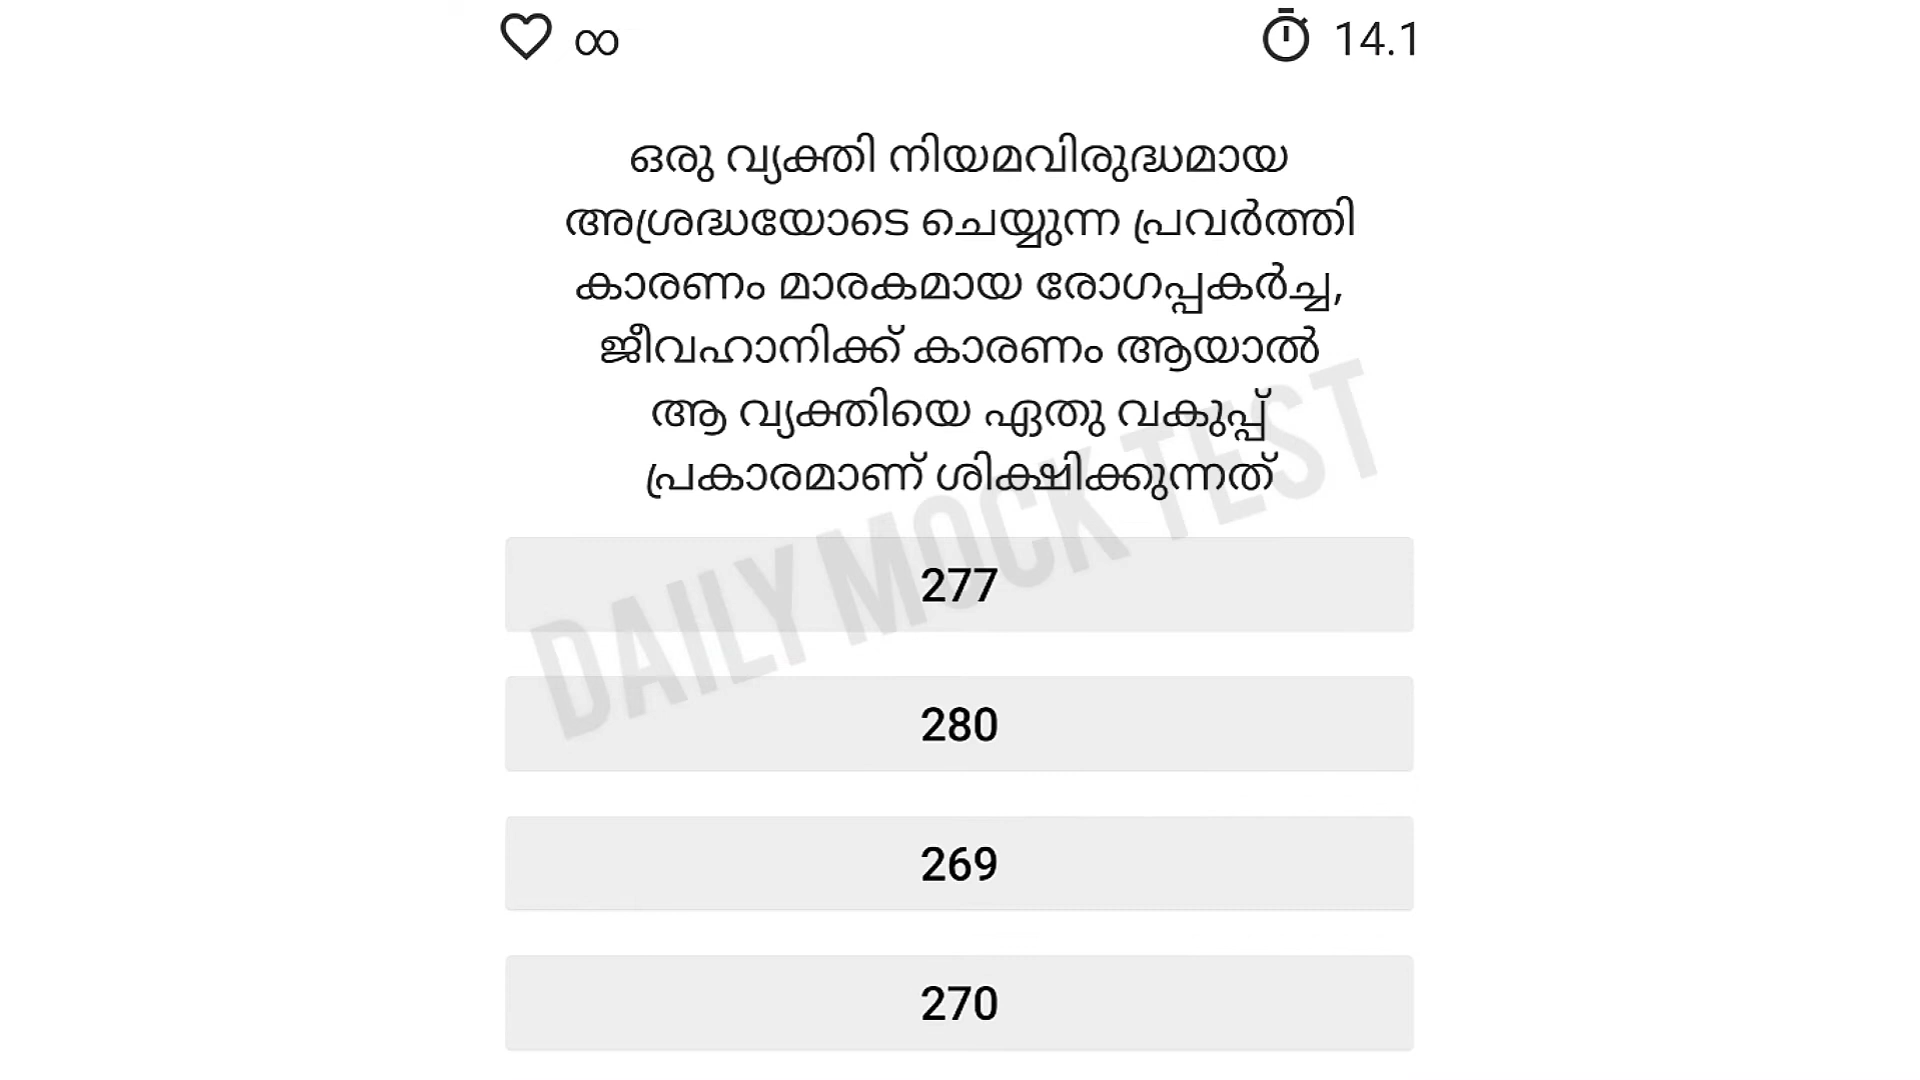 ∞
14.1
ഒരു വ്യക്തി നിയമവിരുദ്ധമായ
അശ്രദ്ധയോടെ ചെയ്യുന്ന പ്രവർത്തി
കാരണം മാരകമായ രോഗപ്പകർച്ച,
ജീവഹാനിക്ക് കാരണം ആയാൽ
ആ വ്യക്തിയെ ഏതു വകുപ്പ്
പ്രകാരമാണ് ശിക്ഷിക്കുന്നത്
DAILY MOCK TEST
277
280
269
270